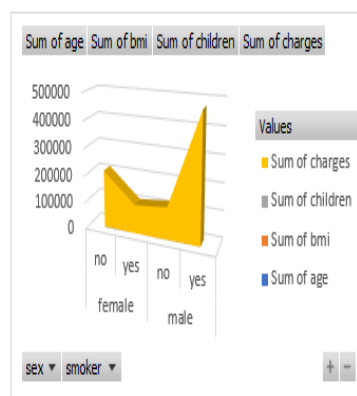 Sum of age Sum of bmi Sum of children Sum of charges
500000
400000
300000
200000
100000
0
Values
Sum of charges
Sum of children
Sum of bmi
Sum of age
no yes no yes
female male
sex smoker + -